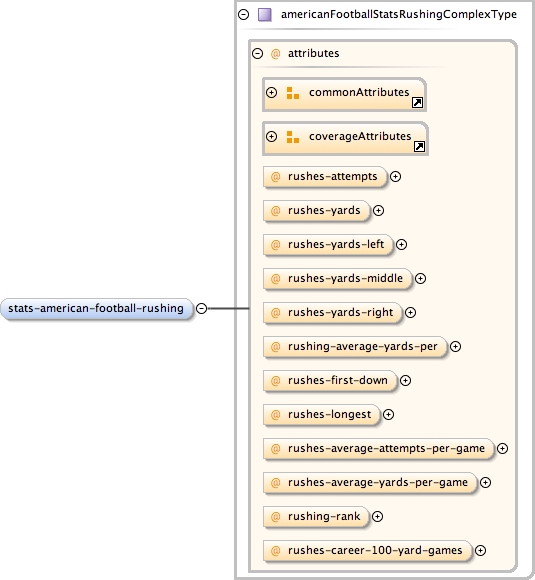 americanFootballStatsRushingComplexType
@ attributes
commonAttributes
coverageAttributes
@ rushes-attempts
@ rushes-yards
@ rushes-yards-left
@ rushes-yards-middle
stats-american-football-rushing
@ rushes-yards-right
@ rushing-average-yards-per
@ rushes-first-down
@ rushes-longest
@ rushes-average-attempts-per-game
@ rushes-average-yards-per-game
@ rushing-rank
@ rushes-career-100-yard-games